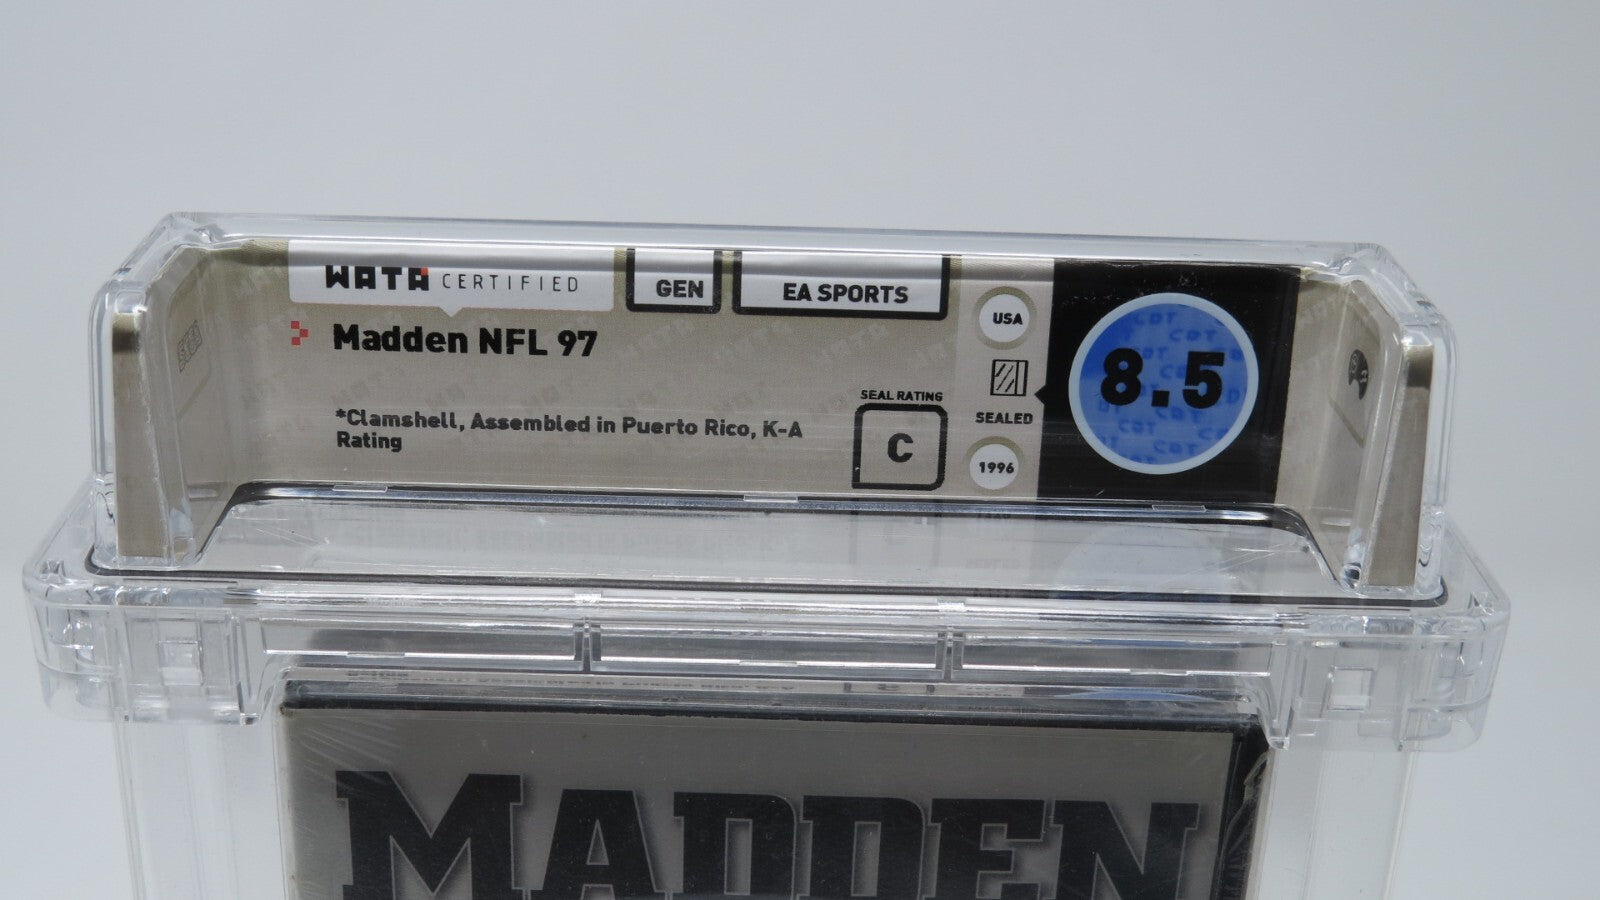 WATA CERTIFIED
GEN
EA SPORTS
Madden NFL 97
*Clamshell, Assembled in Puerto Rico, K-A
Rating
SEAL RATING
C
USA
SEALED
1996
8.5
MADDEN